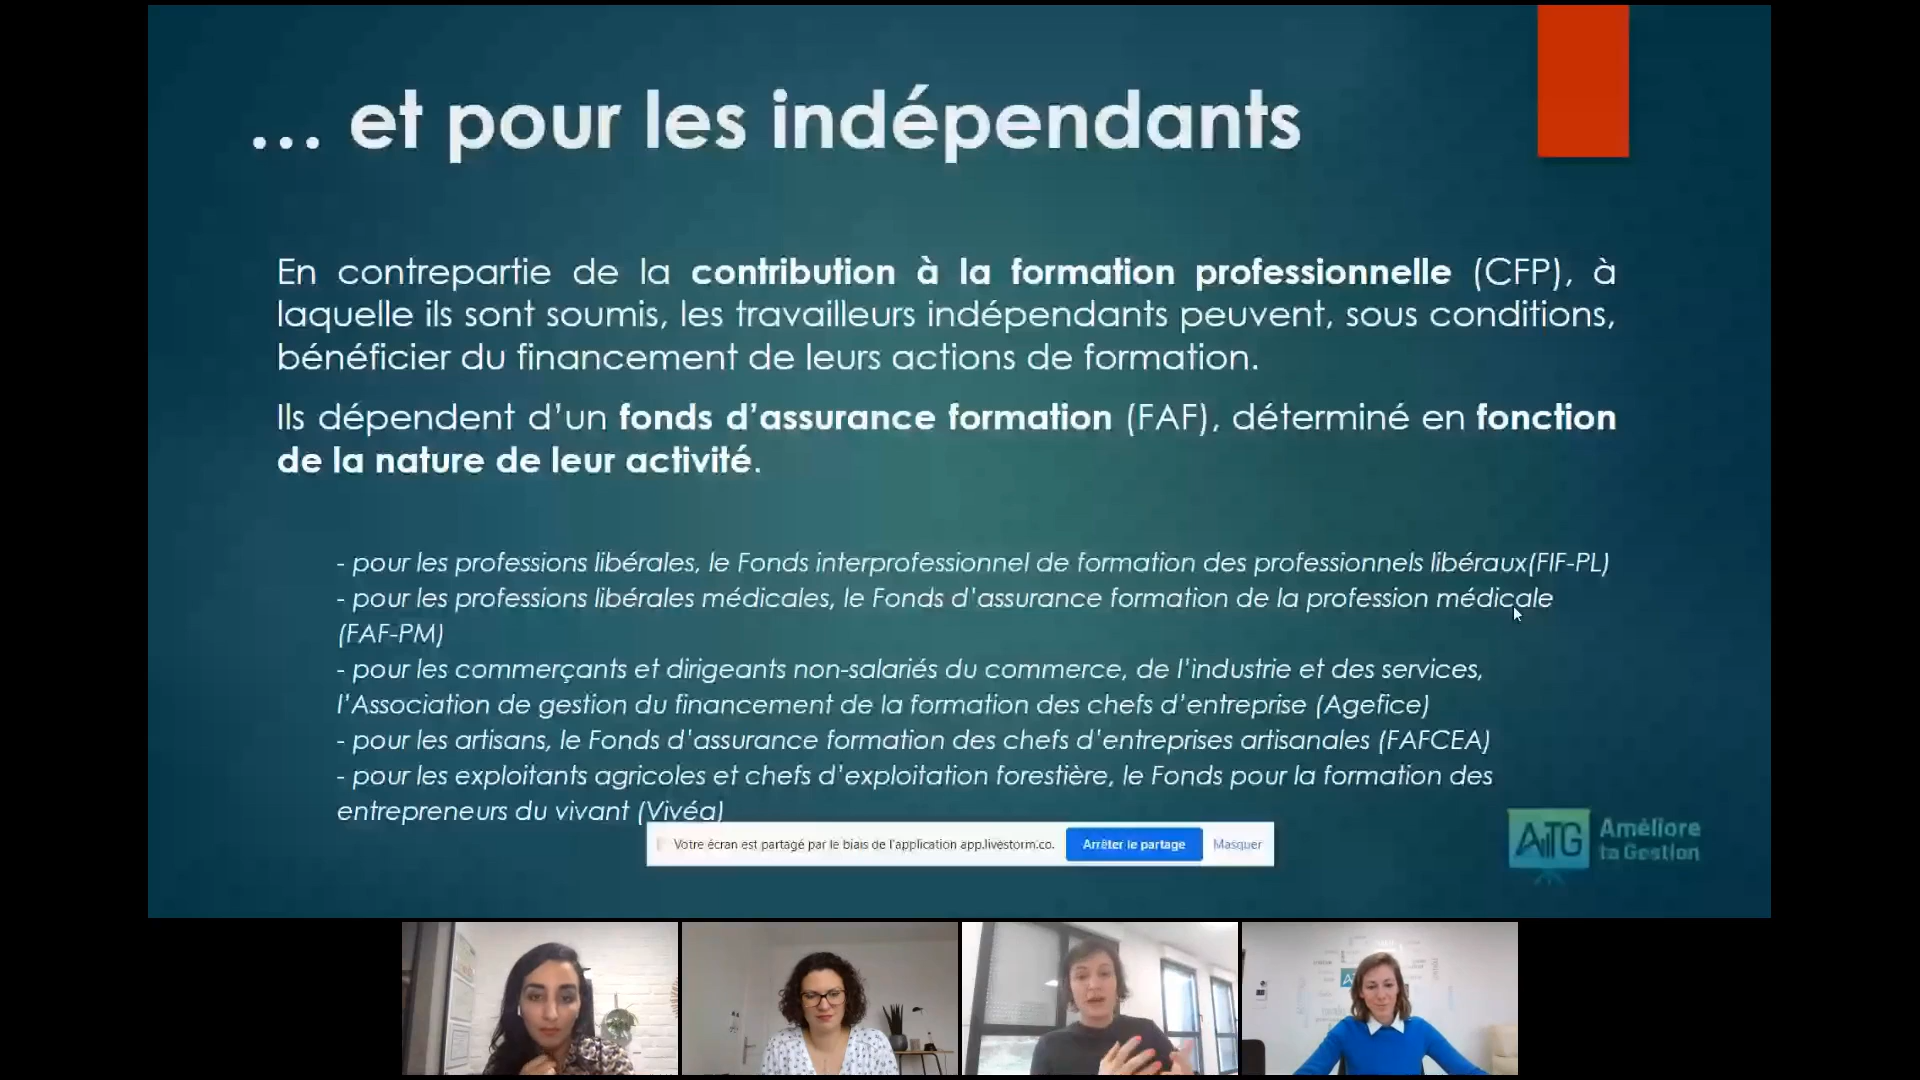 ... et pour les indépendants
En contrepartie de la contribution à la formation professionnelle (CFP), à
laquelle ils sont soumis, les travailleurs indépendants peuvent, sous conditions,
bénéficier du financement de leurs actions de formation.
Ils dépendent d’un fonds d’assurance formation (FAF), déterminé en fonction
de la nature de leur activité.
- pour les professions libérales, le Fonds interprofessionnel de formation des professionnels libéraux(FIF-PL)
- pour les professions libérales médicales, le Fonds d’assurance formation de la profession médicale
(FAF-PM)
- pour les commerçants et dirigeants non-salariés du commerce, de l’industrie et des services,
l’Association de gestion du financement de la formation des chefs d’entreprise (Agefice)
- pour les artisans, le Fonds d’assurance formation des chefs d’entreprises artisanales (FAFCEA)
- pour les exploitants agricoles et chefs d’exploitation forestière, le Fonds pour la formation des
entrepreneurs du vivant (Vivéa)
Votre écran est partagé par le biais de l'application app.livestorm.co. Arrêter le partage Masquer
ATG Améliore
ta Gestion